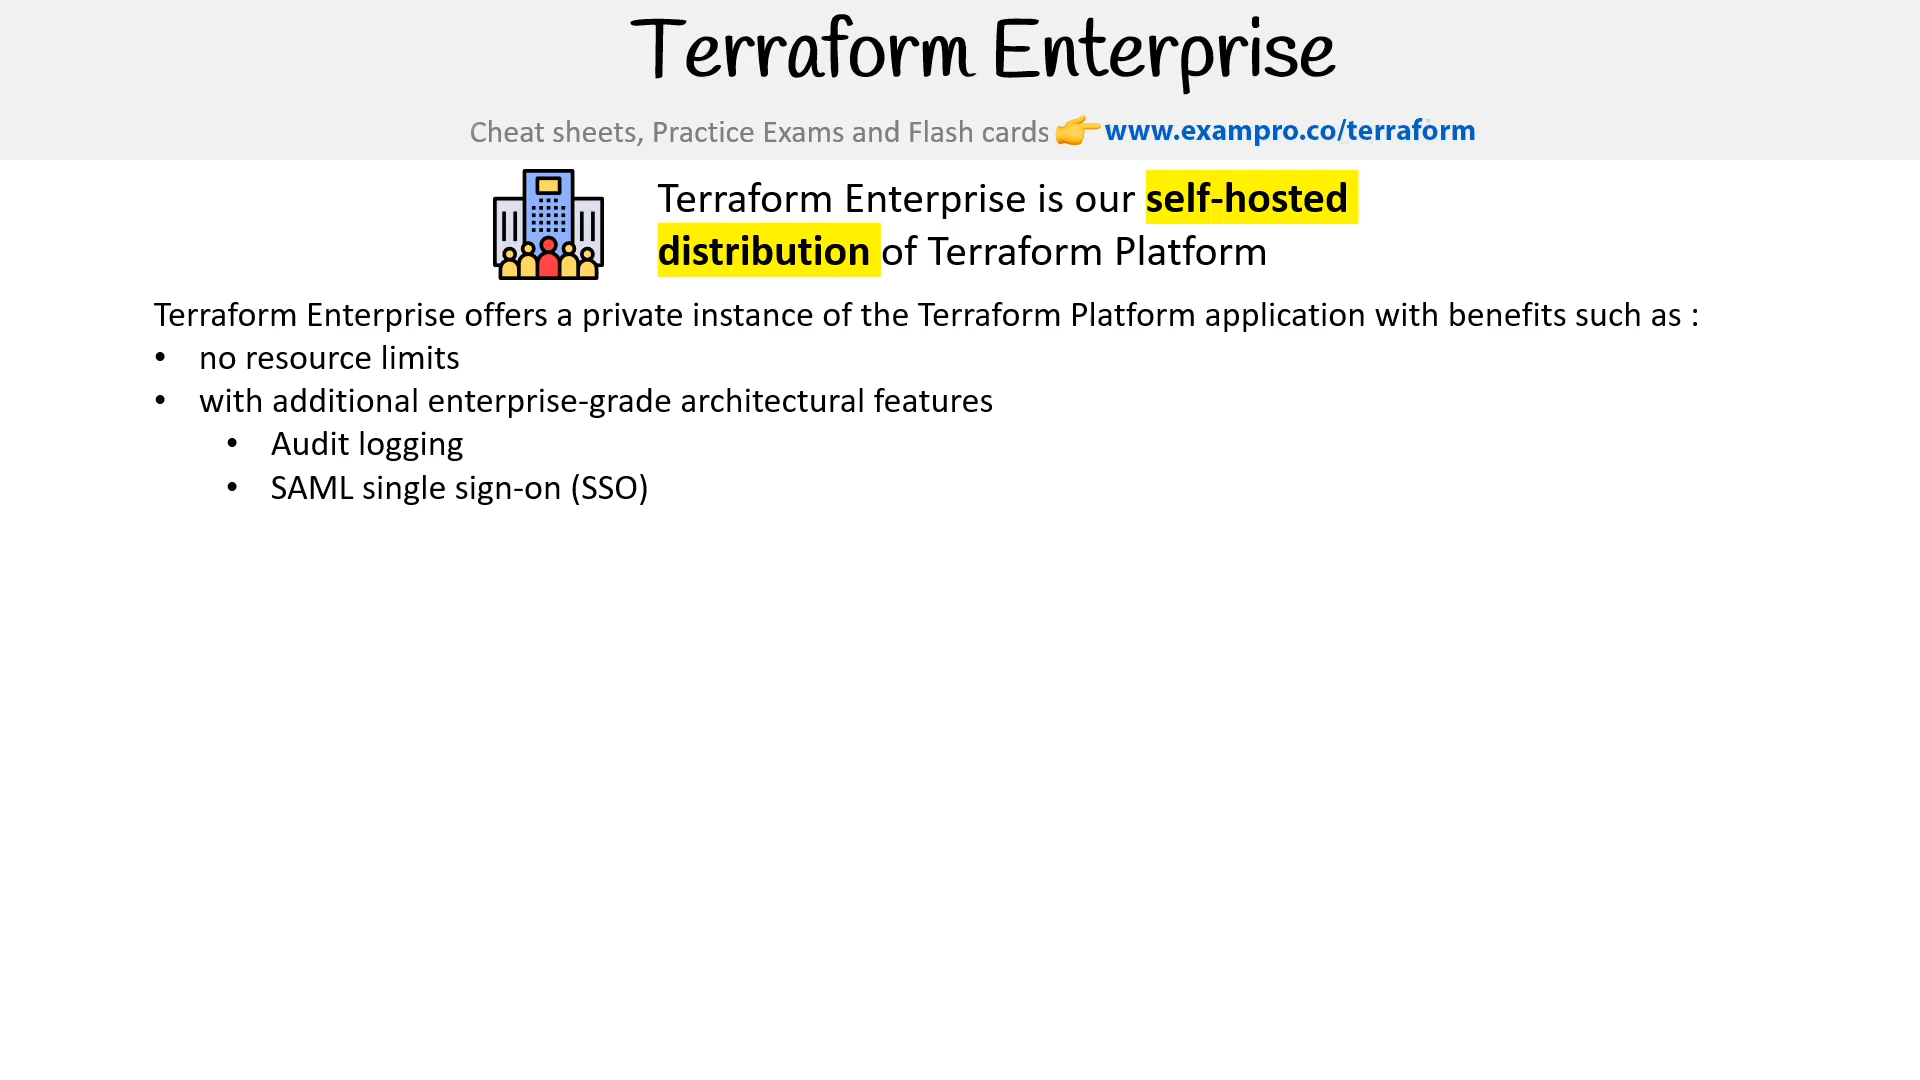 Terraform Enterprise
Cheat sheets, Practice Exams and Flash cards 👉www.exampro.co/terraform
Terraform Enterprise is our self-hosted
distribution of Terraform Platform
Terraform Enterprise offers a private instance of the Terraform Platform application with benefits such as :
• no resource limits
• with additional enterprise-grade architectural features
• Audit logging
• SAML single sign-on (SSO)